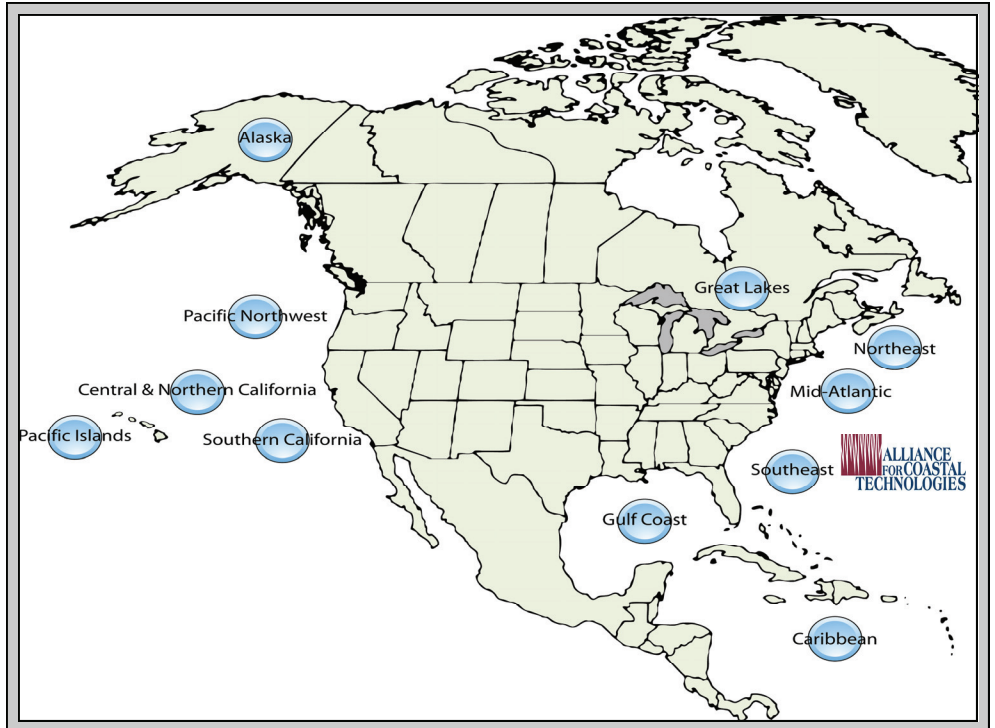 Alaska
Great Lakes
Pacific Northwest
Northeast
Central & Northern California
Mid-Atlantic
Pacific Islands
Southern California
Southeast
ALLIANCE
FOR COASTAL
TECHNOLOGIES
Gulf Coast
Caribbean